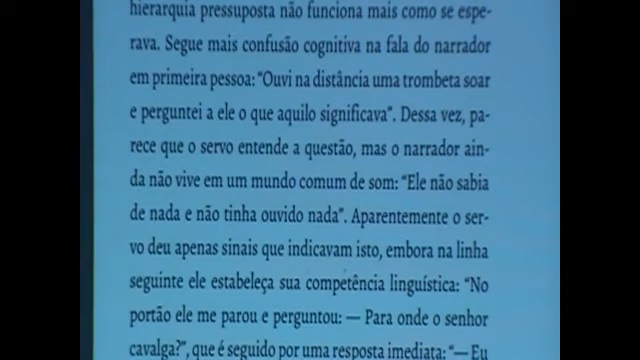 hierarquia pressuposta não funciona mais como se espe-
rava. Segue mais confusão cognitiva na fala do narrador
em primeira pessoa: “Ouvi na distância uma trombeta soar
e perguntei a ele o que aquilo significava”. Dessa vez, pa-
rece que o servo entende a questão, mas o narrador ain-
da não vive em um mundo comum de som: “Ele não sabia
de nada e não tinha ouvido nada”. Aparentemente o ser-
vo deu apenas sinais que indicavam isto, embora na linha
seguinte ele estabeleça sua competência linguística: “No
portão ele me parou e perguntou: — Para onde o senhor
cavalga?”, que é seguido por uma resposta imediata: “— Eu